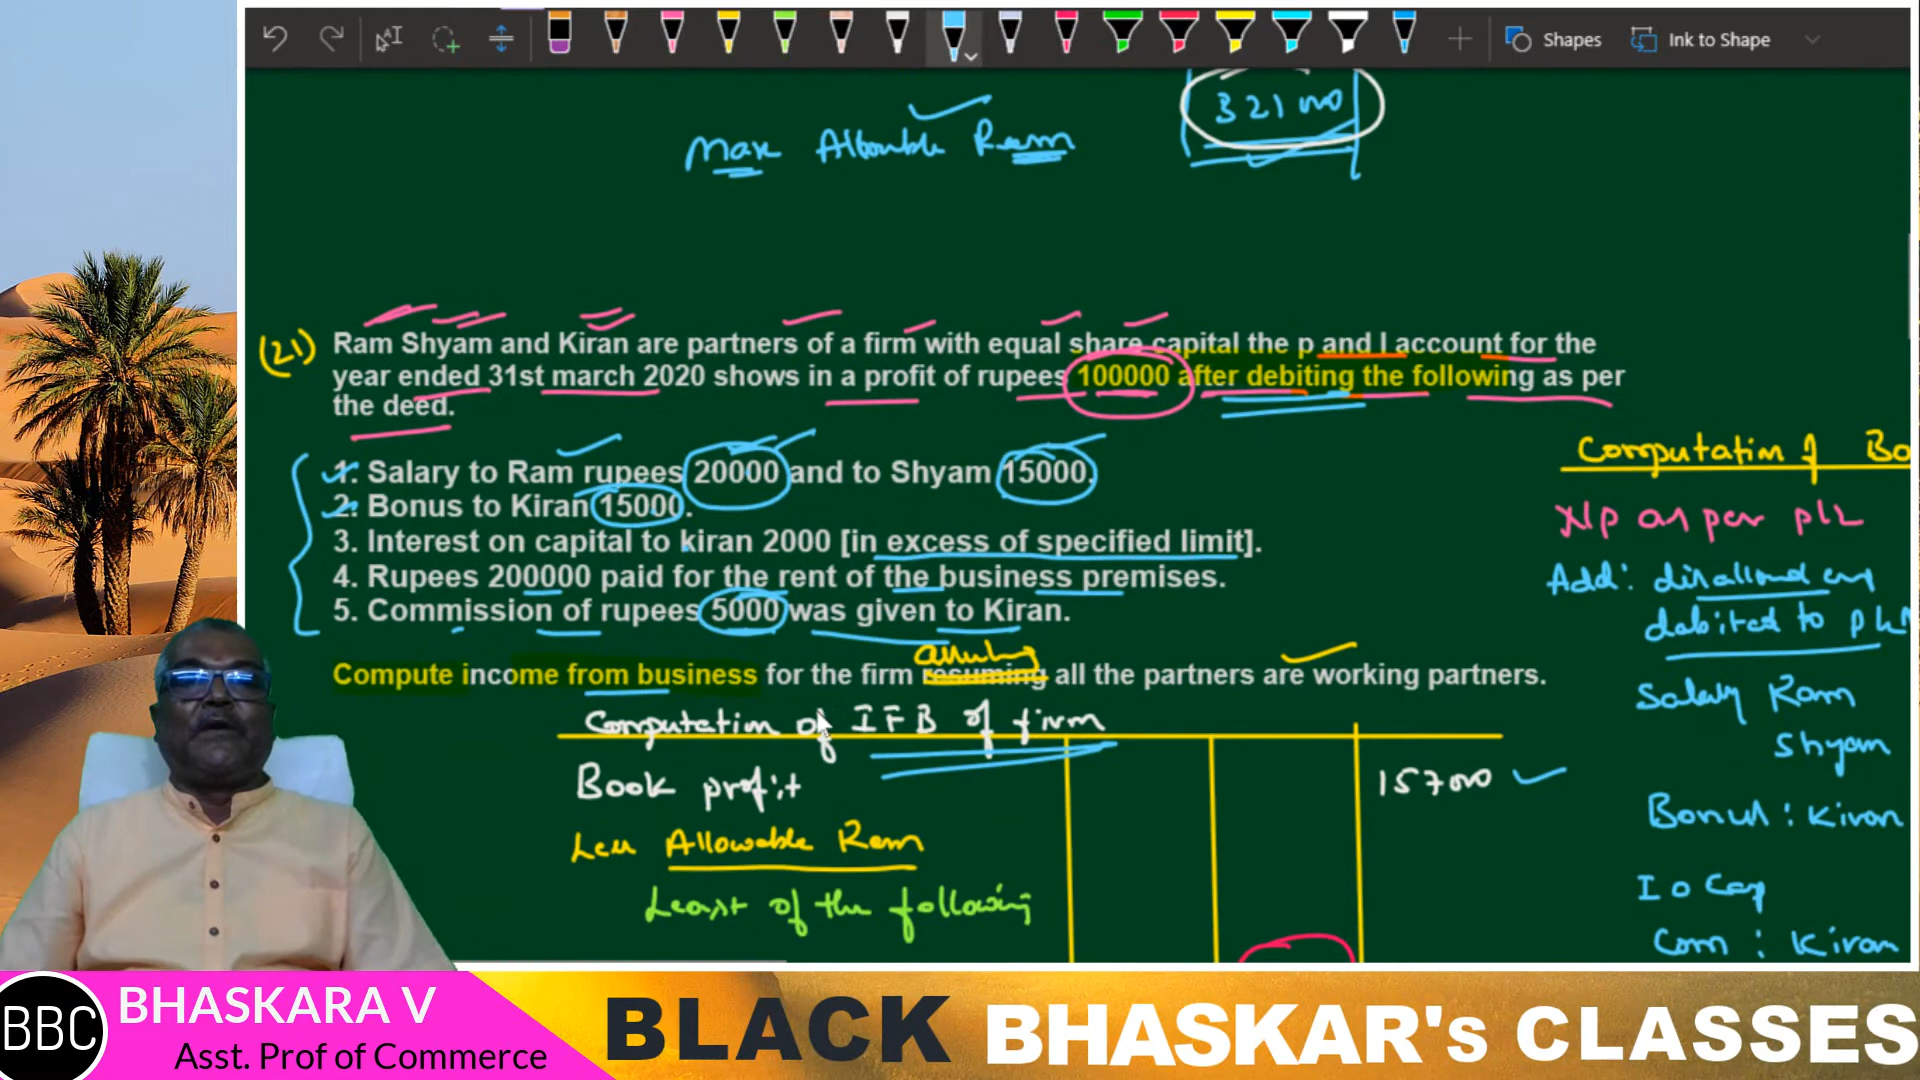 Shapes
Ink to Shape
321000
Max Allowable Rem
(21) Ram Shyam and Kiran are partners of a firm with equal share capital the p and l account for the
year ended 31st march 2020 shows in a profit of rupees 100000 after debiting the following as per
the deed.
1. Salary to Ram rupees 20000 and to Shyam 15000.
2. Bonus to Kiran 15000.
3. Interest on capital to kiran 2000 [in excess of specified limit].
4. Rupees 200000 paid for the rent of the business premises.
5. Commission of rupees 5000 was given to Kiran.
Compute income from business for the firm resuming all the partners are working partners.
Computation of IFB of firm
Book profit 157000
Less Allowable Rem
Least of the following
Computation of Bo
Np as per p/L
Add: disallowed exp
debited to P&L
Salary Ram
Shyam
Bonus : Kiran
I o Cap
Com : Kiran
BBC
BHASKARA V
Asst. Prof of Commerce
BLACK BHASKAR's CLASSES